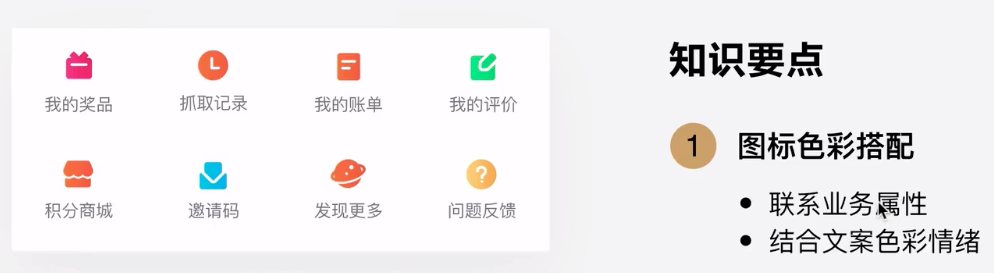 我的奖品 抓取记录 我的账单 我的评价
积分商城 邀请码 发现更多 问题反馈
知识要点
1 图标色彩搭配
• 联系业务属性
• 结合文案色彩情绪